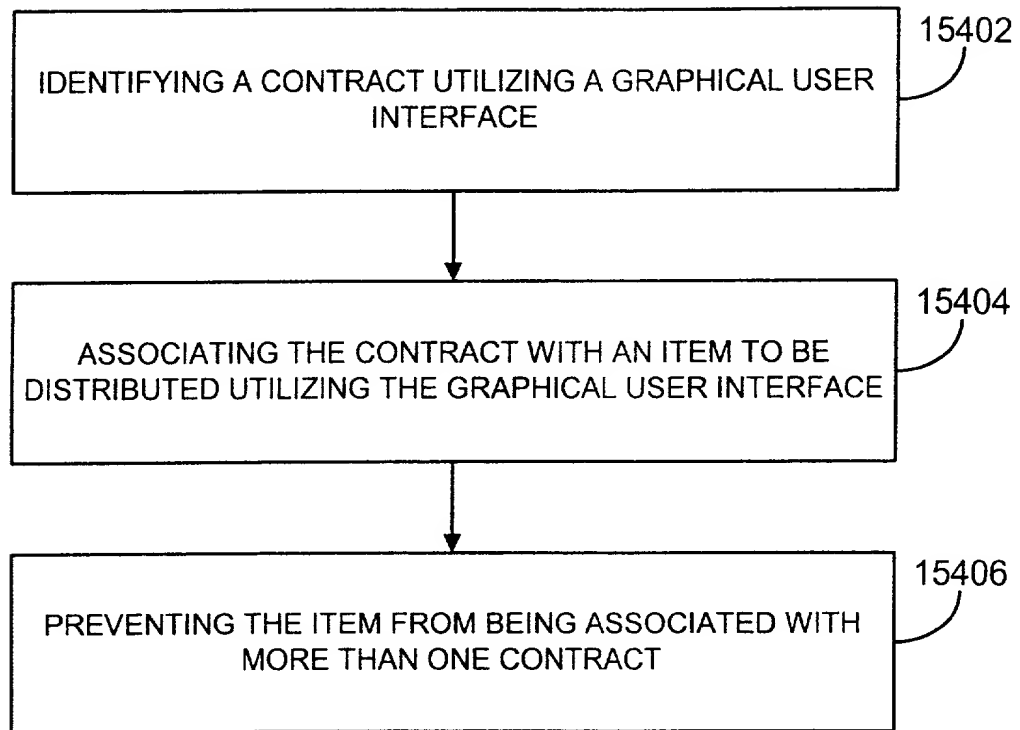 15402
IDENTIFYING A CONTRACT UTILIZING A GRAPHICAL USER
INTERFACE
15404
ASSOCIATING THE CONTRACT WITH AN ITEM TO BE
DISTRIBUTED UTILIZING THE GRAPHICAL USER INTERFACE
15406
PREVENTING THE ITEM FROM BEING ASSOCIATED WITH
MORE THAN ONE CONTRACT